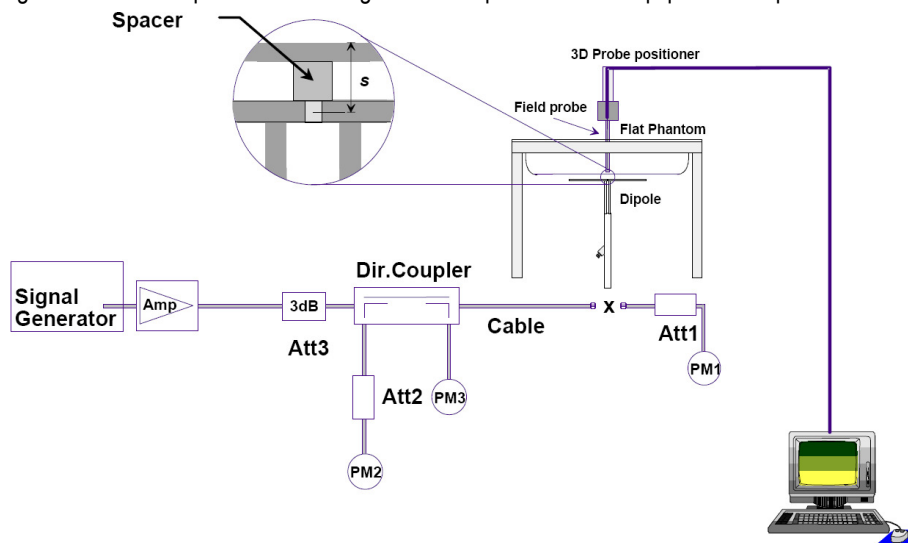 Spacer
s
3D Probe positioner
Field probe
Flat Phantom
Dipole
Dir.Coupler
Signal
Generator
Amp
3dB
Att3
Cable
x
Att1
PM1
Att2
PM3
PM2